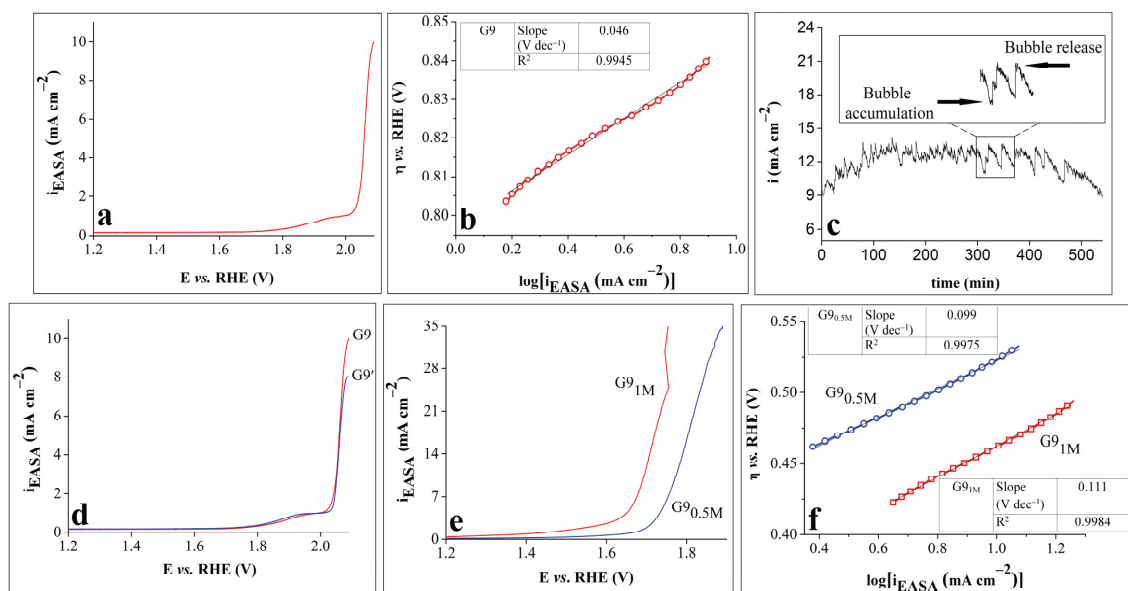 a
i_EASA (mA cm⁻²)
10
8
6
4
2
0
1.2 1.4 1.6 1.8 2.0
E vs. RHE (V)
b
η vs. RHE (V)
0.85
0.84
0.83
0.82
0.81
0.80
G9 Slope (V dec⁻¹) 0.046
R² 0.9945
0.0 0.2 0.4 0.6 0.8 1.0
log[i_EASA (mA cm⁻²)]
c
i (mA cm⁻²)
24
21
18
15
12
9
6
Bubble release
Bubble
accumulation
0 100 200 300 400 500
time (min)
d
i_EASA (mA cm⁻²)
10
8
6
4
2
0
G9
G9'
1.2 1.4 1.6 1.8 2.0
E vs. RHE (V)
e
i_EASA (mA cm⁻²)
35
28
21
14
7
0
G9_1M
G9_0.5M
1.2 1.4 1.6 1.8
E vs. RHE (V)
f
η vs. RHE (V)
0.55
0.50
0.45
0.40
G9_0.5M Slope (V dec⁻¹) 0.099
R² 0.9975
G9_0.5M
G9_1M
G9_1M Slope (V dec⁻¹) 0.111
R² 0.9984
0.4 0.6 0.8 1.0 1.2
log[i_EASA (mA cm⁻²)]